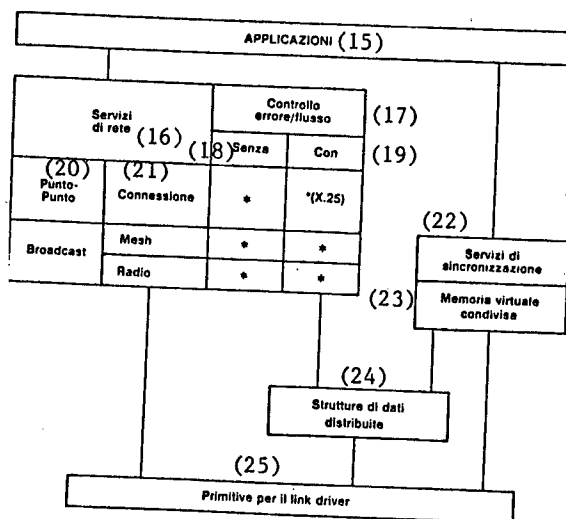 APPLICAZIONI (15)
Servizi
di rete (16)
Controllo
errore/flusso
(17)
(18) Senza
Con
(19)
(20)
Punto-
Punto
(21)
Connessione
*
*(X.25)
Broadcast
Mesh
*
*
Radio
*
*
(22)
Servizi di
sincronizzazione
(23)
Memoria virtuale
condivisa
(24)
Strutture di dati
distribuite
(25)
Primitive per il link driver